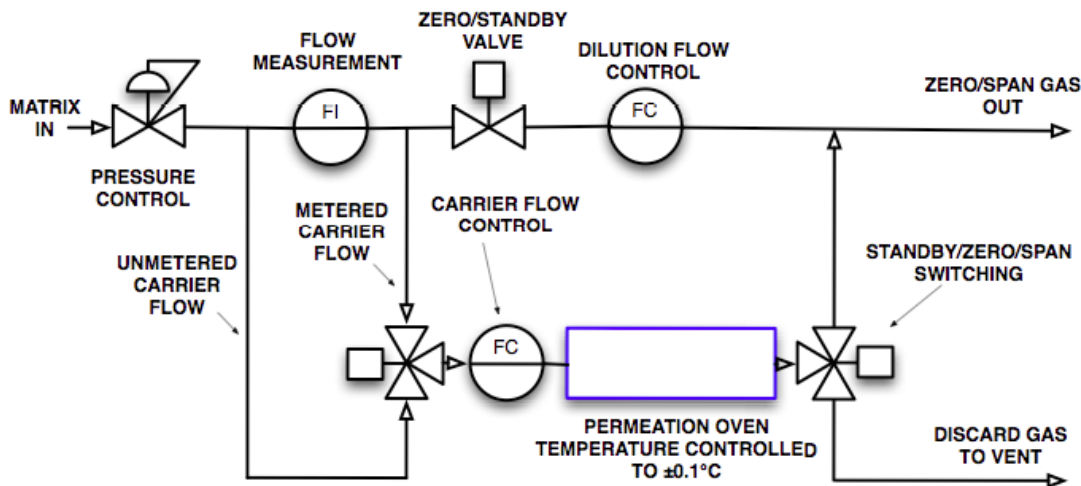 FLOW
MEASUREMENT
ZERO/STANDBY
VALVE
DILUTION FLOW
CONTROL
ZERO/SPAN GAS
OUT
MATRIX
IN
FI
FC
PRESSURE
CONTROL
METERED
CARRIER
FLOW
CARRIER FLOW
CONTROL
UNMETERED
CARRIER
FLOW
STANDBY/ZERO/SPAN
SWITCHING
FC
PERMEATION OVEN
TEMPERATURE CONTROLLED
TO ±0.1°C
DISCARD GAS
TO VENT